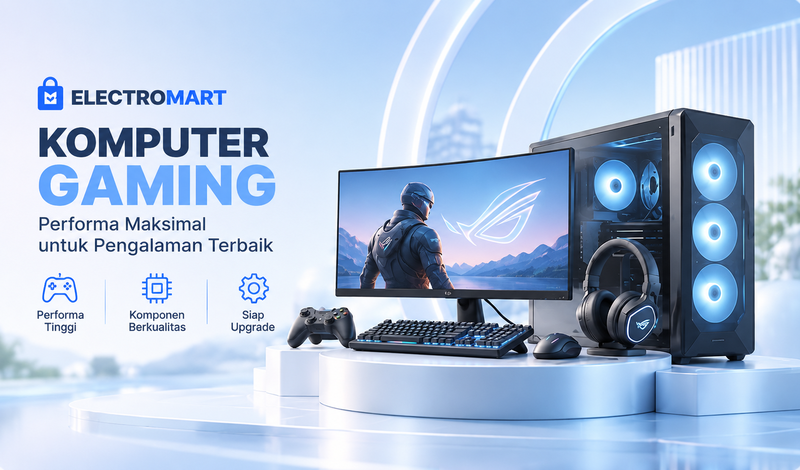 ELECTROMART
KOMPUTER
GAMING
Performa Maksimal
untuk Pengalaman Terbaik
Performa
Tinggi
Komponen
Berkualitas
Siap
Upgrade